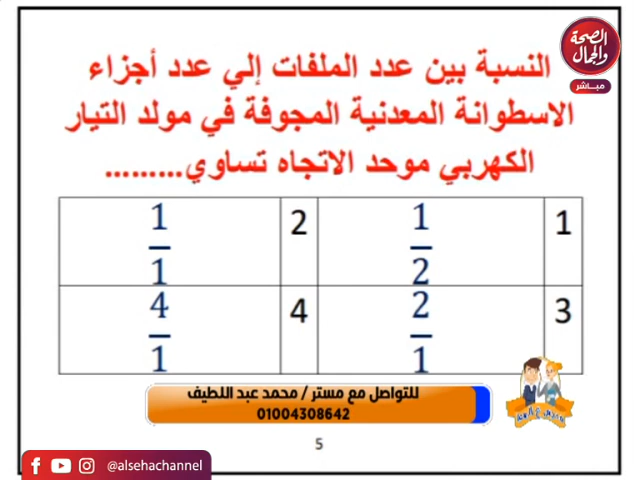 الصحة
والجمال
مباشر
النسبة بين عدد الملفات إلي عدد أجزاء
الاسطوانة المعدنية المجوفة في مولد التيار
الكهربي موحد الاتجاه تساوي.........
1 1/2 2 1/1
3 2/1 4 4/1
للتواصل مع مستر / محمد عبد اللطيف
01004308642
5
@alsehachannel